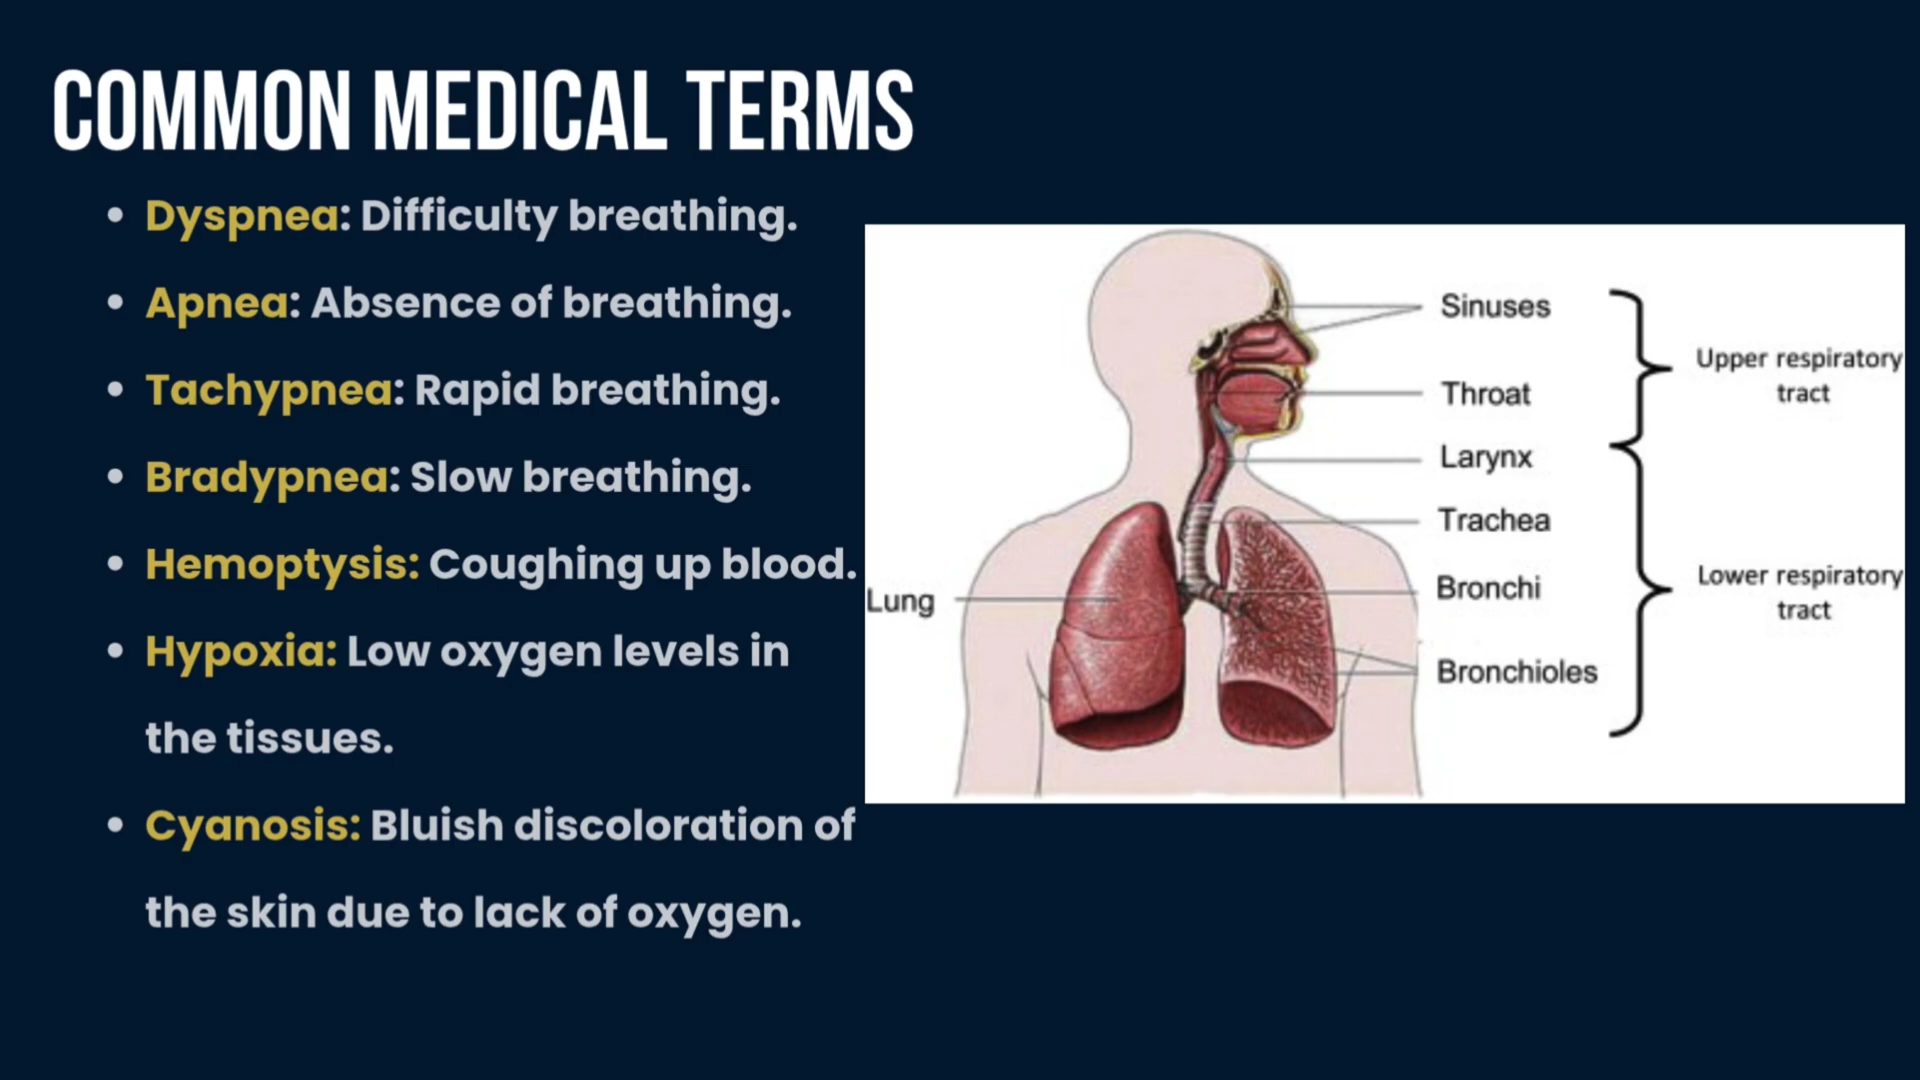 COMMON MEDICAL TERMS
• Dyspnea: Difficulty breathing.
• Apnea: Absence of breathing.
• Tachypnea: Rapid breathing.
• Bradypnea: Slow breathing.
• Hemoptysis: Coughing up blood.
• Hypoxia: Low oxygen levels in
the tissues.
• Cyanosis: Bluish discoloration of
the skin due to lack of oxygen.
Sinuses
Throat
Larynx
Trachea
Bronchi
Bronchioles
Lung
Upper respiratory
tract
Lower respiratory
tract